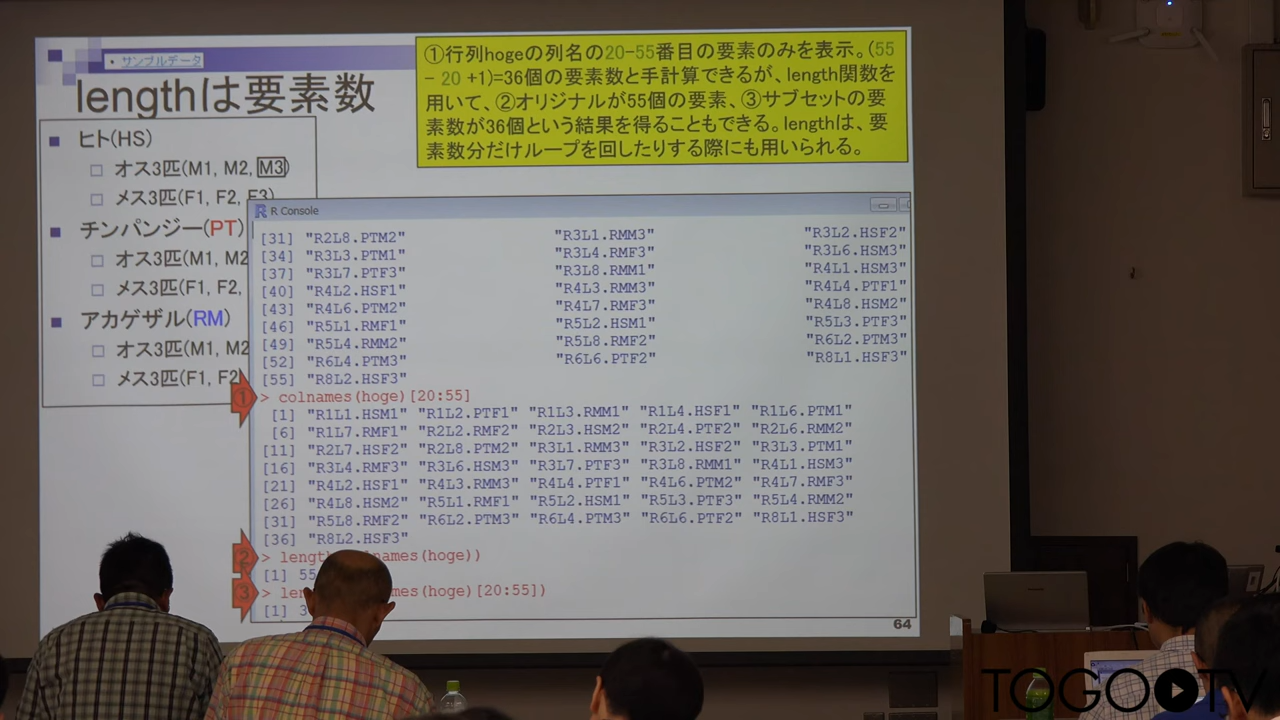 ・サンプルデータ
lengthは要素数
①行列hogeの列名の20-55番目の要素のみを表示。(55
- 20 +1)=36個の要素数と手計算できるが、length関数を
用いて、②オリジナルが55個の要素、③サブセットの要
素数が36個という結果を得ることもできる。lengthは、要
素数分だけループを回したりする際にも用いられる。
ヒト(HS)
オス3匹(M1, M2, M3)
メス3匹(F1, F2, F3)
チンパンジー(PT)
オス3匹(M1, M2
メス3匹(F1, F2,
アカゲザル(RM)
オス3匹(M1, M2
メス3匹(F1, F2
R Console
[31] "R2L8.PTM2" "R3L1.RMM3" "R3L2.HSF2"
[34] "R3L3.PTM1" "R3L4.RMF3" "R3L6.HSM3"
[37] "R3L7.PTF3" "R3L8.RMM1" "R4L1.HSM3"
[40] "R4L2.HSF1" "R4L3.RMM3" "R4L4.PTF1"
[43] "R4L6.PTM2" "R4L7.RMF3" "R4L8.HSM2"
[46] "R5L1.RMF1" "R5L2.HSM1" "R5L3.PTF3"
[49] "R5L4.RMM2" "R5L8.RMF2" "R6L2.PTM3"
[52] "R6L4.PTM3" "R6L6.PTF2" "R8L1.HSF3"
[55] "R8L2.HSF3"
① > colnames(hoge)[20:55]
[1] "R1L1.HSM1" "R1L2.PTF1" "R1L3.RMM1" "R1L4.HSF1" "R1L6.PTM1"
[6] "R1L7.RMF1" "R2L2.RMF2" "R2L3.HSM2" "R2L4.PTF2" "R2L6.RMM2"
[11] "R2L7.HSF2" "R2L8.PTM2" "R3L1.RMM3" "R3L2.HSF2" "R3L3.PTM1"
[16] "R3L4.RMF3" "R3L6.HSM3" "R3L7.PTF3" "R3L8.RMM1" "R4L1.HSM3"
[21] "R4L2.HSF1" "R4L3.RMM3" "R4L4.PTF1" "R4L6.PTM2" "R4L7.RMF3"
[26] "R4L8.HSM2" "R5L1.RMF1" "R5L2.HSM1" "R5L3.PTF3" "R5L4.RMM2"
[31] "R5L8.RMF2" "R6L2.PTM3" "R6L4.PTM3" "R6L6.PTF2" "R8L1.HSF3"
[36] "R8L2.HSF3"
② > lengt names(hoge))
[1] 55
③ > len ames(hoge)[20:55])
[1] 3
64
TOGO TV